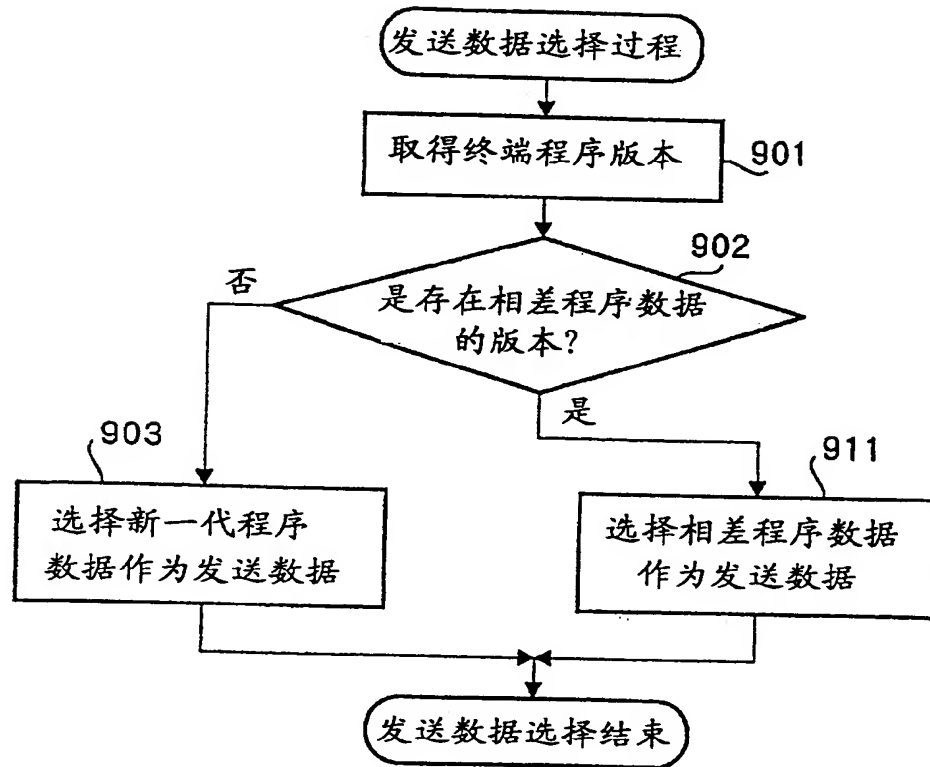 发送数据选择过程
取得终端程序版本
901
902
否
是存在相差程序数据
的版本?
是
903
911
选择新一代程序
数据作为发送数据
选择相差程序数据
作为发送数据
发送数据选择结束